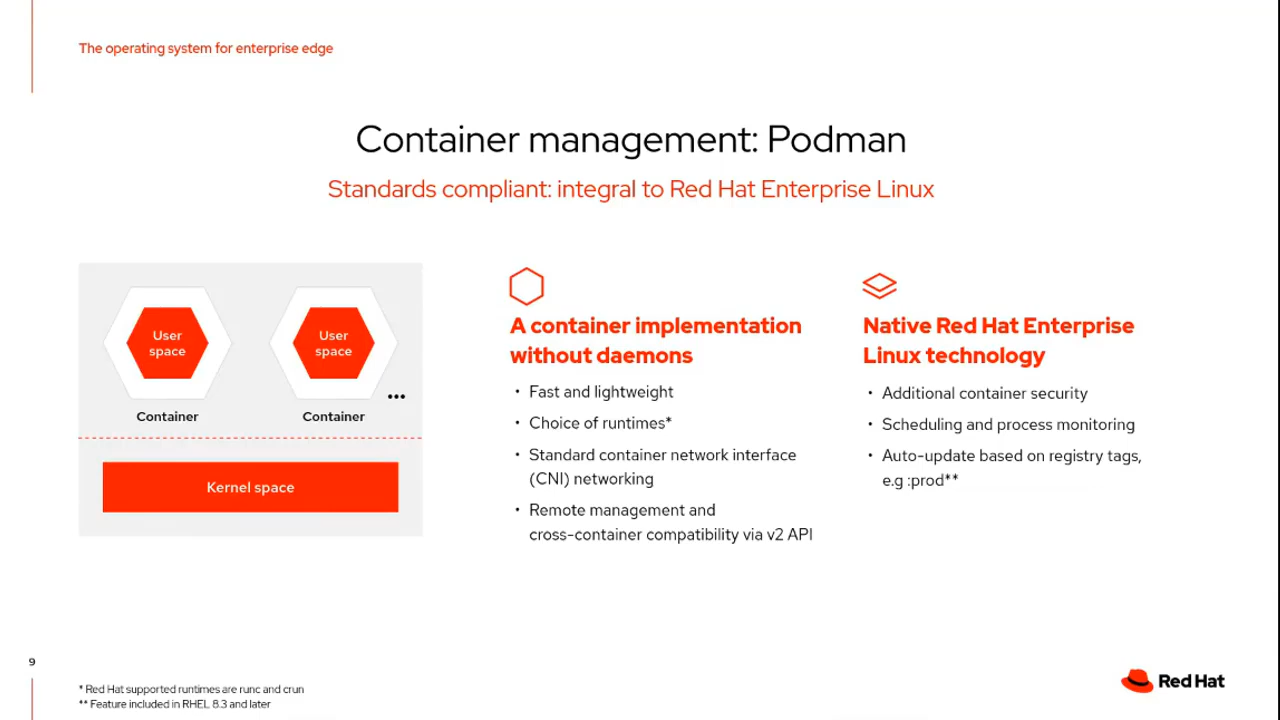 The operating system for enterprise edge
Container management: Podman
Standards compliant: integral to Red Hat Enterprise Linux
User
space
User
space
Container
Container
•••
Kernel space
A container implementation
without daemons
• Fast and lightweight
• Choice of runtimes*
• Standard container network interface
(CNI) networking
• Remote management and
cross-container compatibility via v2 API
Native Red Hat Enterprise
Linux technology
• Additional container security
• Scheduling and process monitoring
• Auto-update based on registry tags,
e.g :prod**
9
* Red Hat supported runtimes are runc and crun
** Feature included in RHEL 8.3 and later
Red Hat